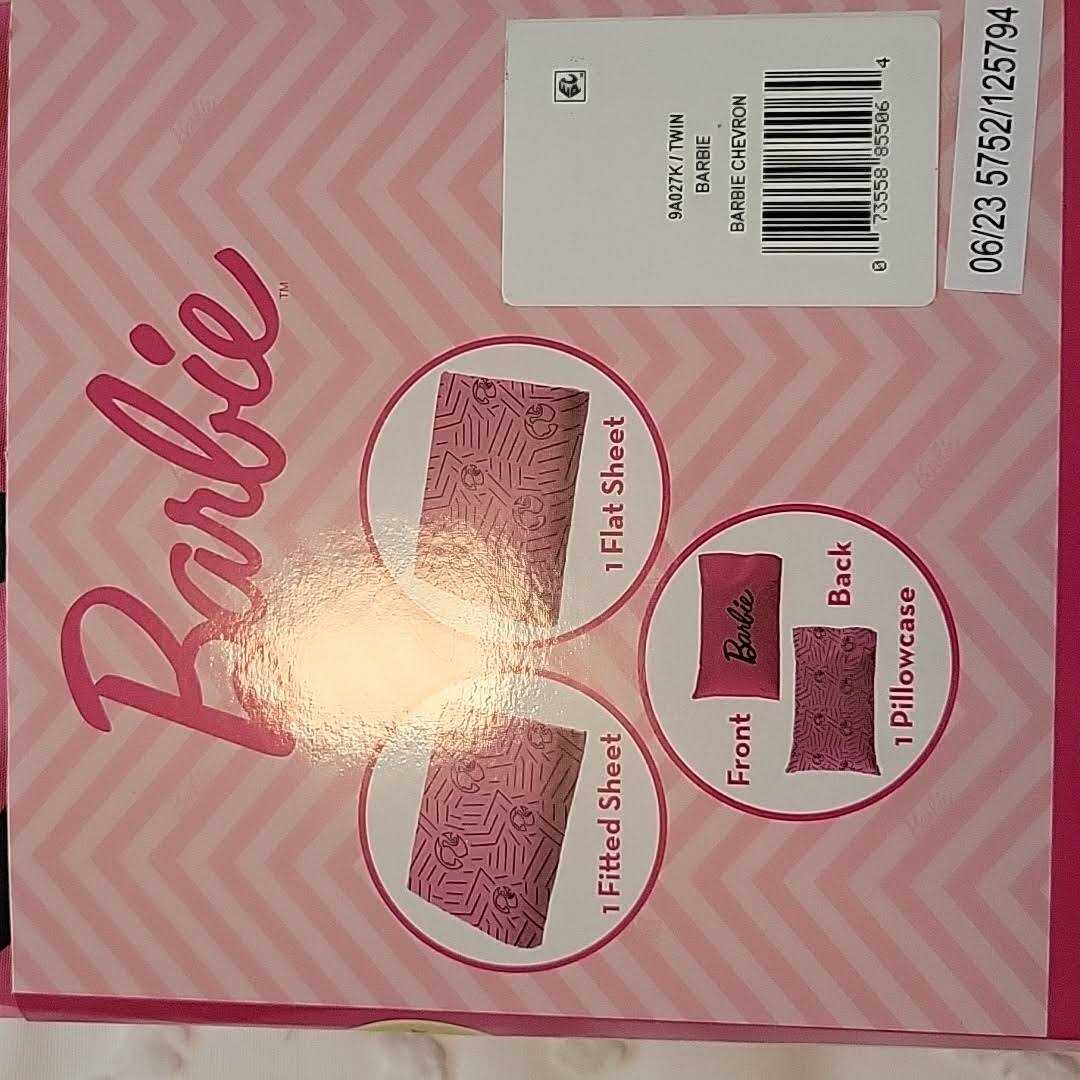 Barbie™
1 Fitted Sheet
1 Flat Sheet
Front
Barbie
Back
1 Pillowcase
9A027K / TWIN
BARBIE
BARBIE CHEVRON
0 73558 85506 4
06/23 5752/125794